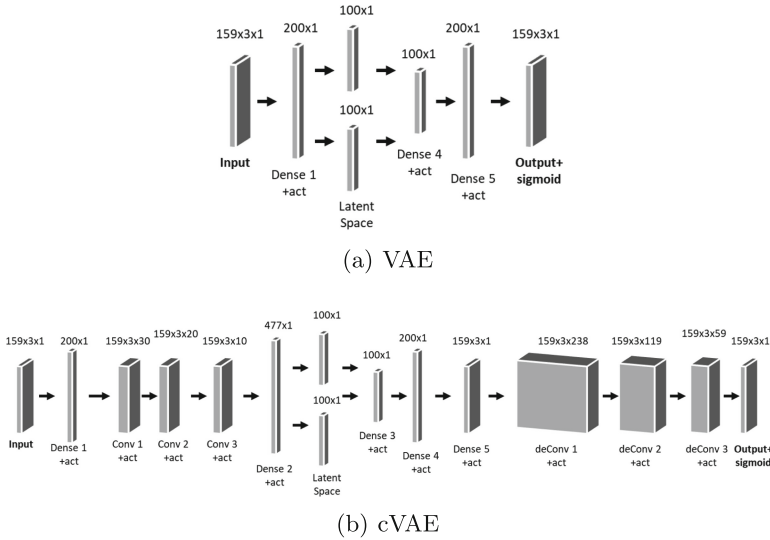 100x1
159x3x1
200x1
200x1
159x3x1
100x1
100x1
Input
Dense 1
+act
Latent
Space
Dense 4
+act
Dense 5
+act
Output+
sigmoid
(a) VAE
159x3x1
200x1
159x3x30
159x3x20
159x3x10
477x1
100x1
100x1
100x1
200x1
159x3x1
159x3x238
159x3x119
159x3x59
159x3x1
Input
Dense 1
+act
Conv 1
+act
Conv 2
+act
Conv 3
+act
Dense 2
+act
Latent
Space
Dense 3
+act
Dense 4
+act
Dense 5
+act
deConv 1
+act
deConv 2
+act
deConv 3
+act
Output+
sigmoid
(b) cVAE